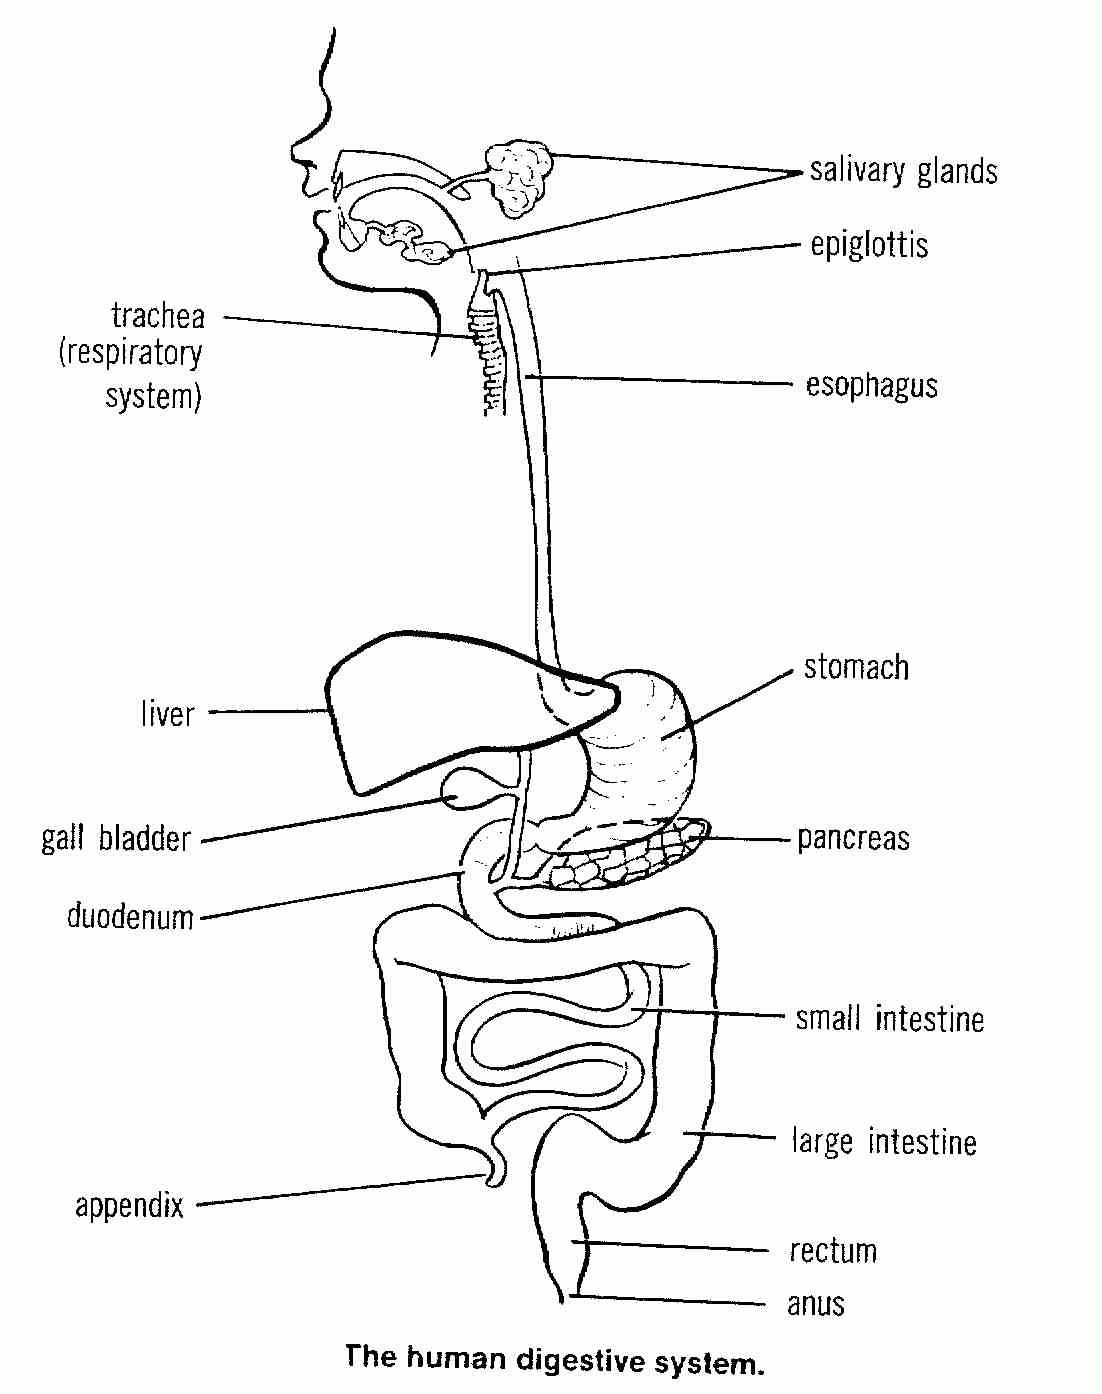 salivary glands
epiglottis
trachea
(respiratory
system)
esophagus
stomach
liver
gall bladder
pancreas
duodenum
small intestine
large intestine
appendix
rectum
anus
The human digestive system.